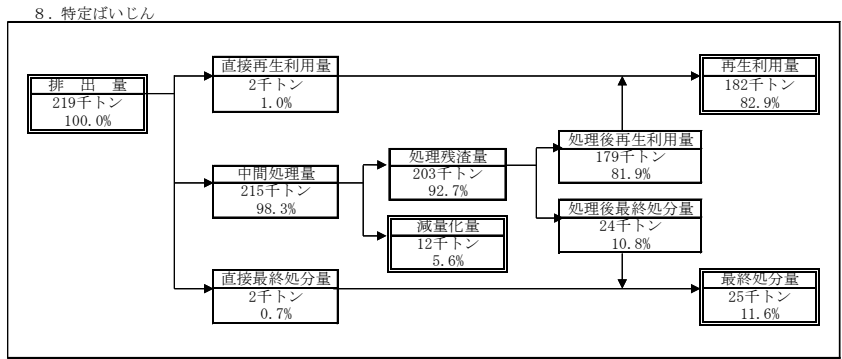 ８．特定ばいじん
排　出　量
219千トン
100.0%
直接再生利用量
2千トン
1.0%
再生利用量
182千トン
82.9%
中間処理量
215千トン
98.3%
処理残渣量
203千トン
92.7%
処理後再生利用量
179千トン
81.9%
減量化量
12千トン
5.6%
処理後最終処分量
24千トン
10.8%
直接最終処分量
2千トン
0.7%
最終処分量
25千トン
11.6%